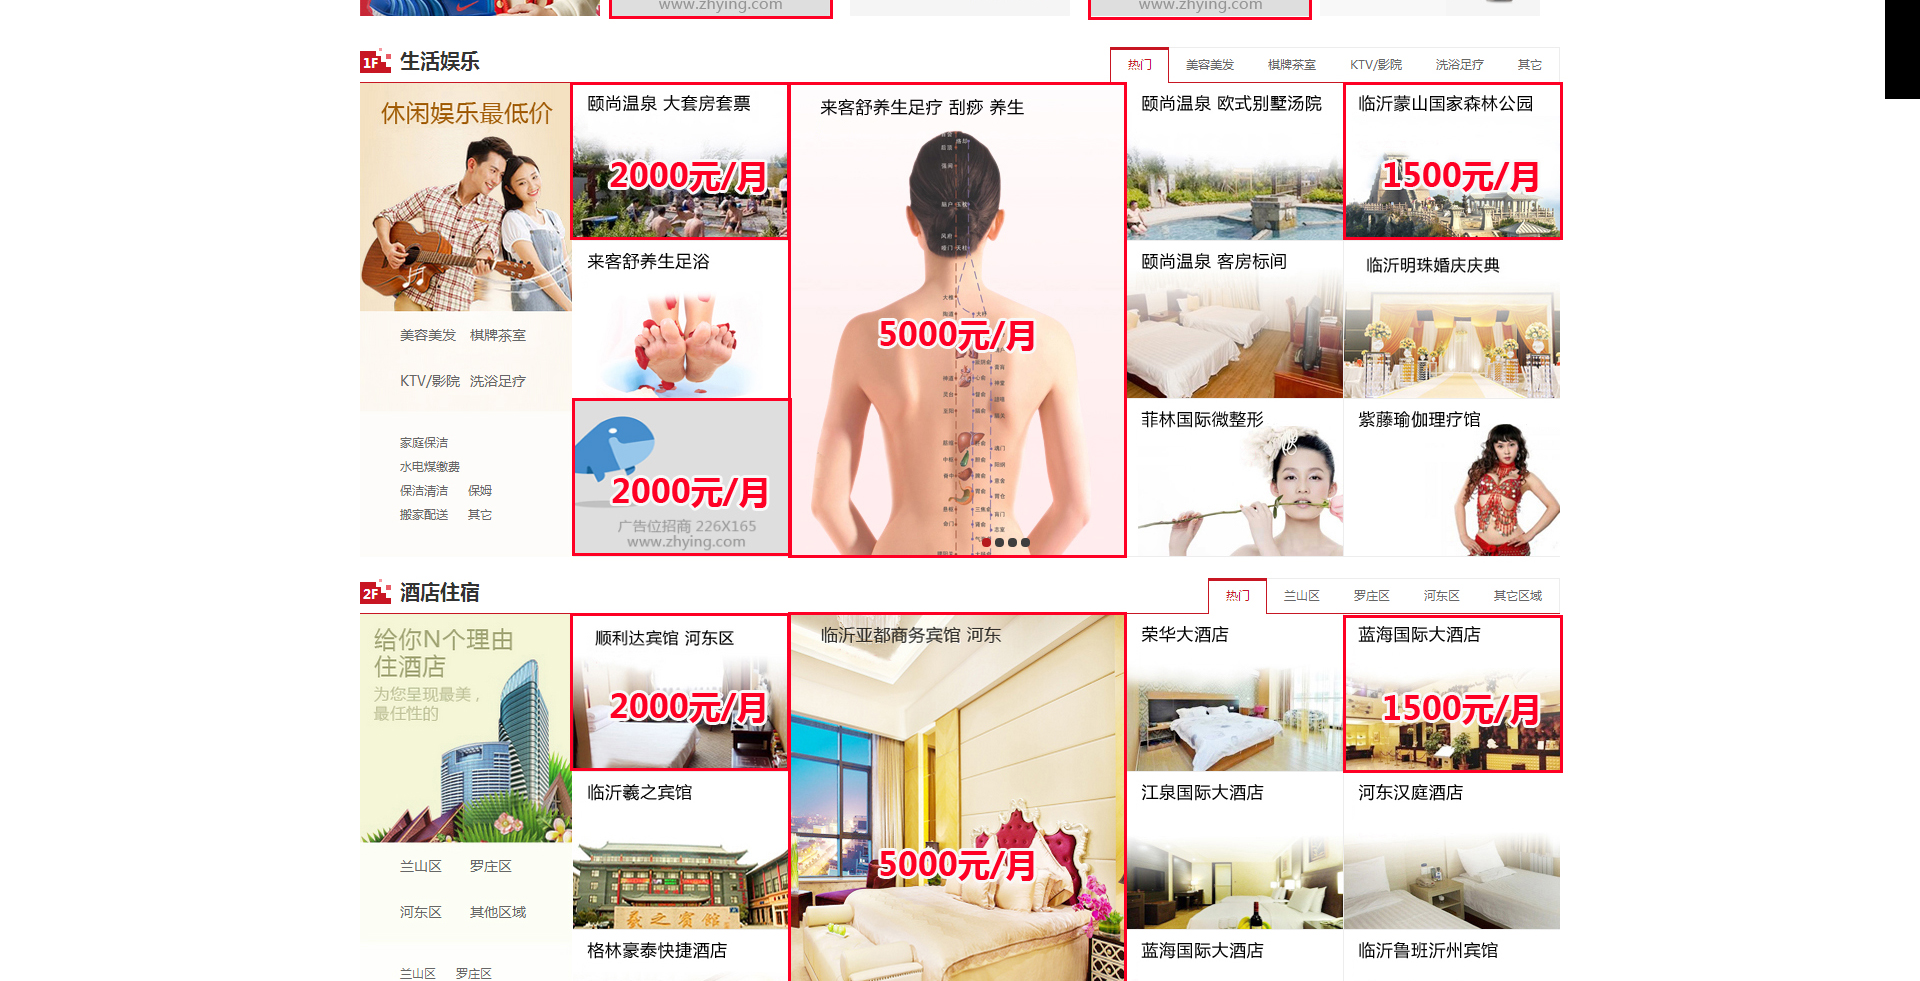 www.zhying.com
www.zhying.com
1F 生活娱乐
热门 美容美发 棋牌茶室 KTV/影院 洗浴足疗 其它
休闲娱乐最低价
美容美发 棋牌茶室
KTV/影院 洗浴足疗
家庭保洁
水电煤缴费
保洁清洁 保姆
搬家配送 其它
颐尚温泉 大套房套票
2000元/月
来客舒养生足浴
2000元/月
广告位招商 226X165
www.zhying.com
来客舒养生足疗 刮痧 养生
5000元/月
颐尚温泉 欧式别墅汤院
临沂蒙山国家森林公园
1500元/月
颐尚温泉 客房标间
临沂明珠婚庆庆典
菲林国际微整形
紫藤瑜伽理疗馆
2F 酒店住宿
热门 兰山区 罗庄区 河东区 其它区域
给你N个理由
住酒店
为您呈现最美，
最任性的
兰山区 罗庄区
河东区 其他区域
兰山区 罗庄区
顺利达宾馆 河东区
2000元/月
临沂羲之宾馆
羲之宾馆
格林豪泰快捷酒店
临沂亚都商务宾馆 河东
5000元/月
荣华大酒店
蓝海国际大酒店
1500元/月
江泉国际大酒店
河东汉庭酒店
蓝海国际大酒店
临沂鲁班沂州宾馆